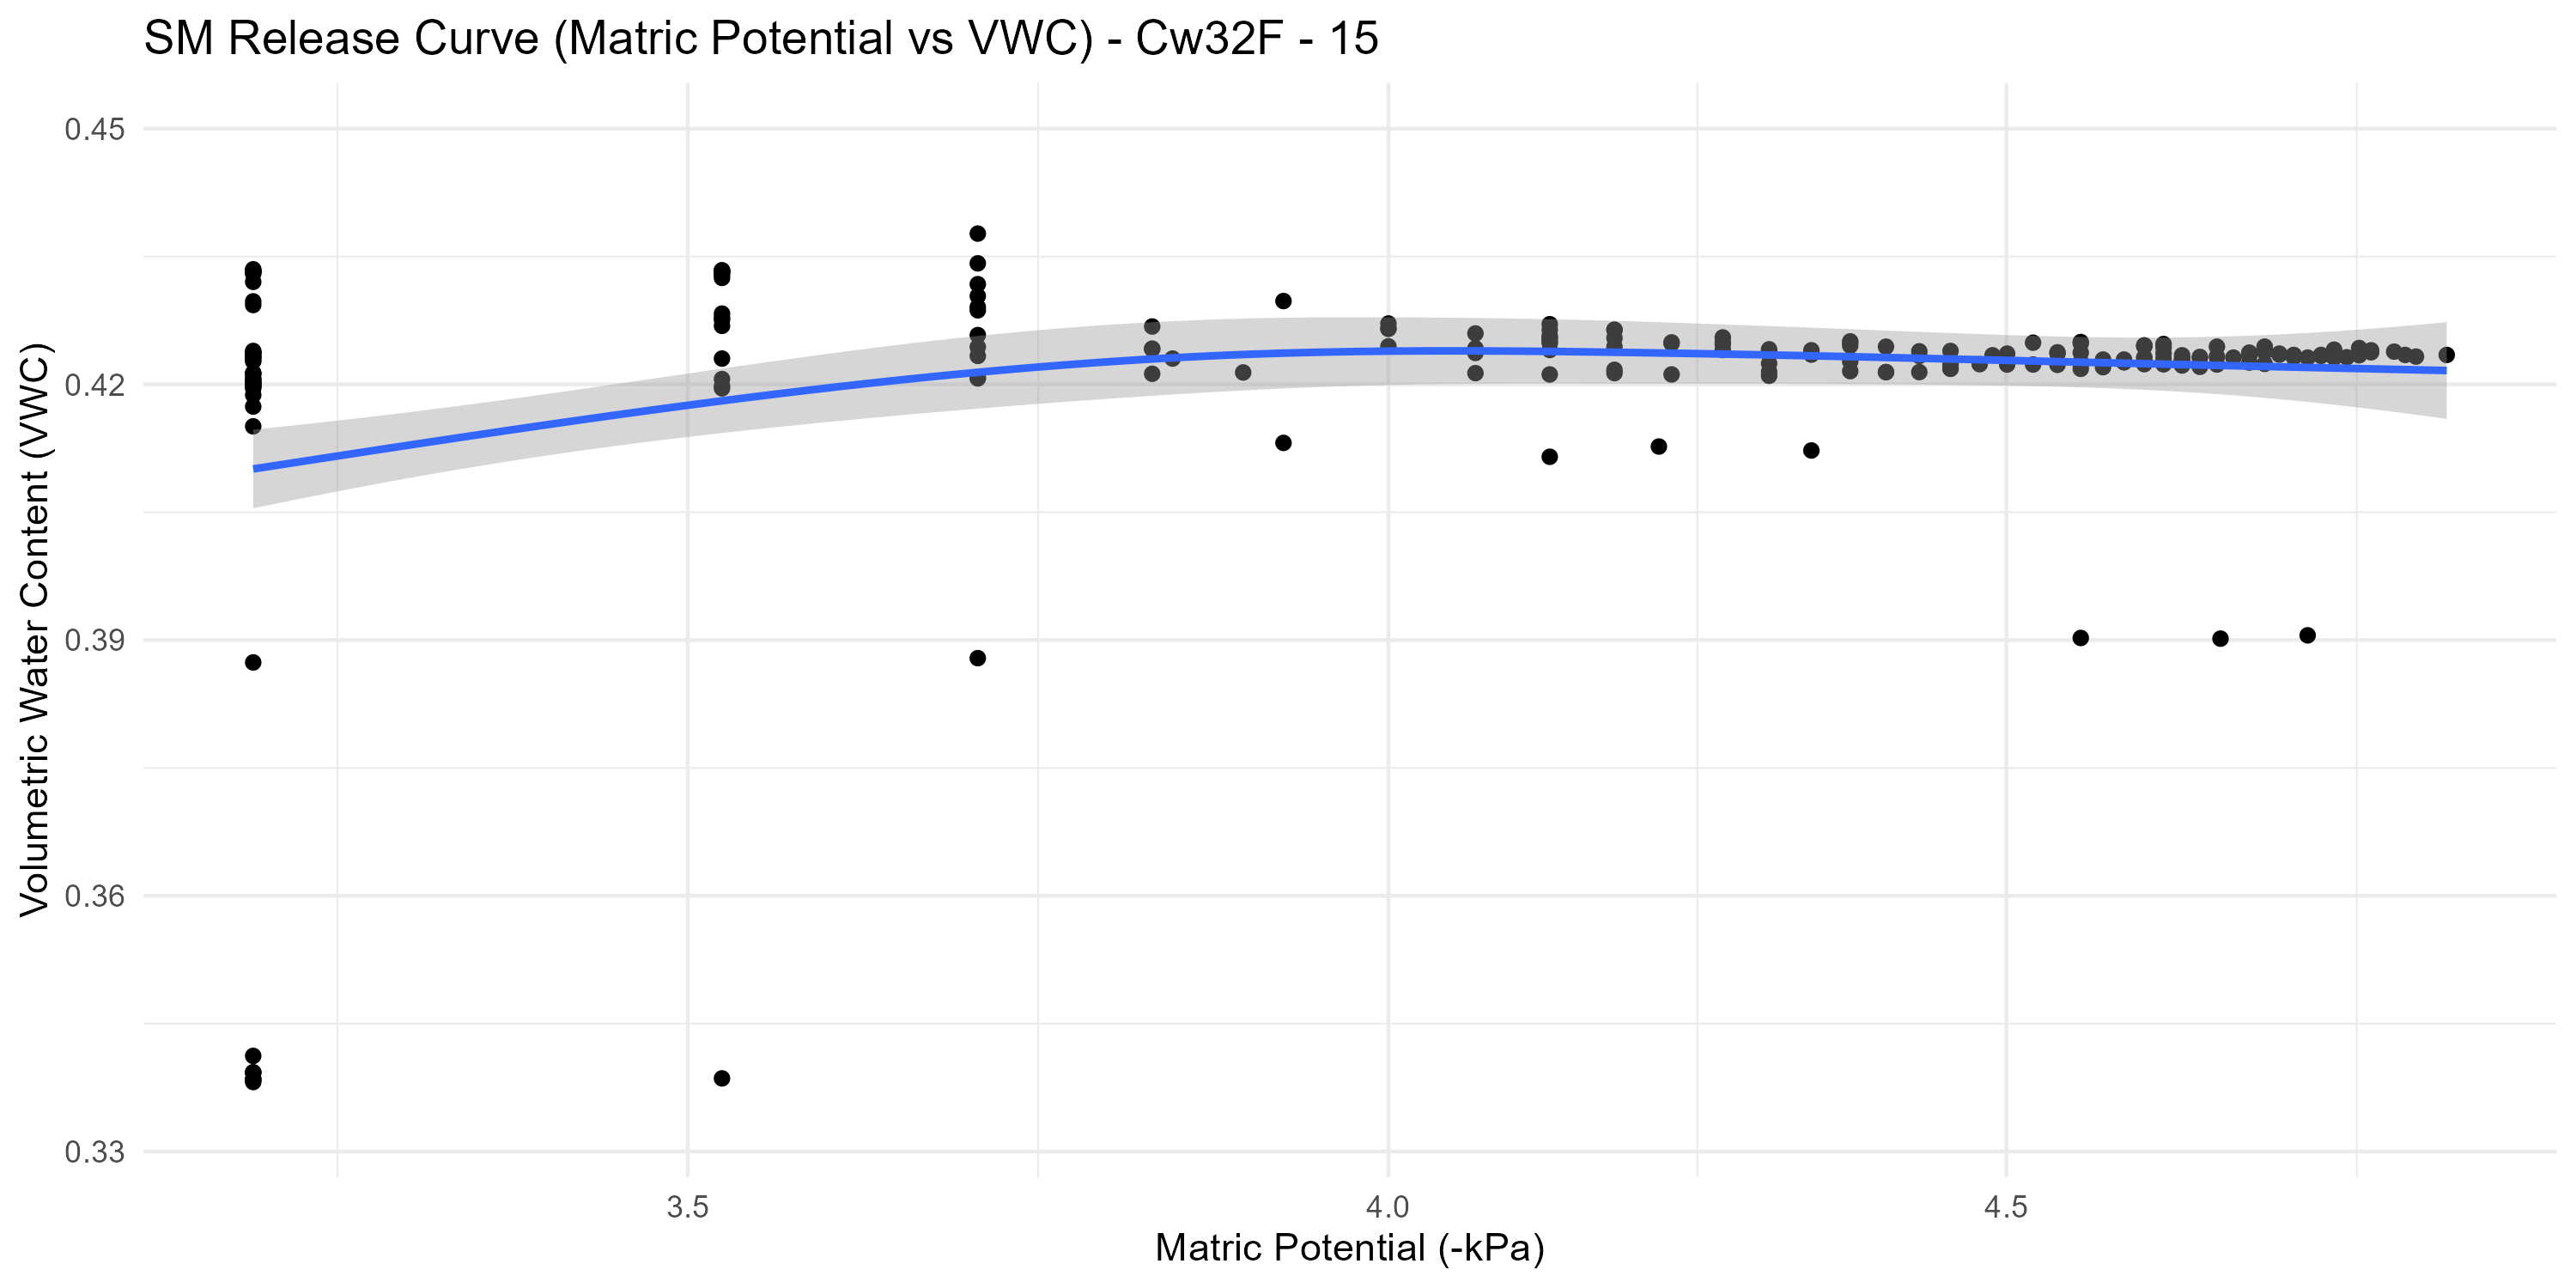 SM Release Curve (Matric Potential vs VWC) - Cw32F - 15
Volumetric Water Content (VWC)
0.45
0.42
0.39
0.36
0.33
3.5 4.0 4.5
Matric Potential (-kPa)